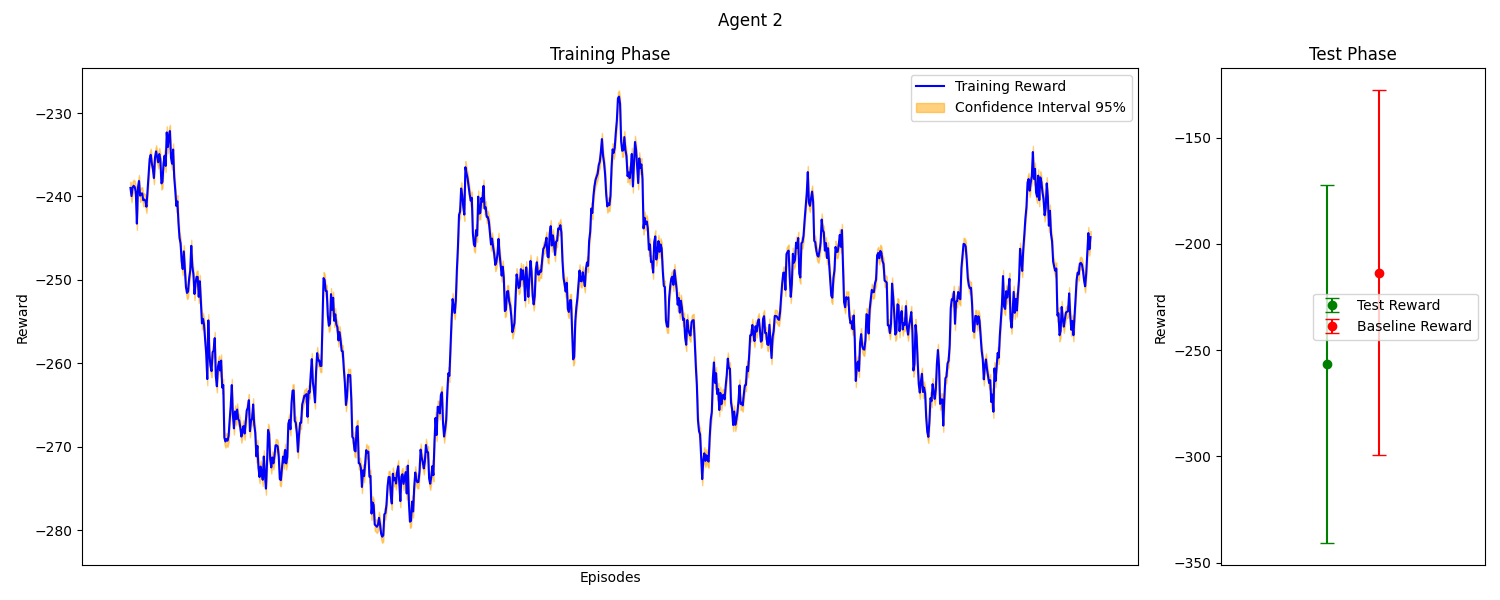 Agent 2
Training Phase
Reward
−230
−240
−250
−260
−270
−280
Training Reward
Confidence Interval 95%
Episodes
Test Phase
Reward
−150
−200
−250
−300
−350
Test Reward
Baseline Reward